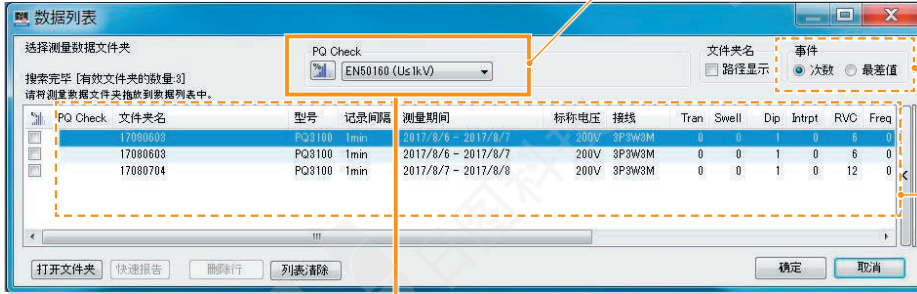 数据列表
选择测量数据文件夹
搜索完毕 [有效文件夹的数量:3]
请将测量数据文件夹拖放到数据列表中。
PQ Check
EN50160 (U≤1kV)
文件夹名
路径显示
事件
次数 最差值
PQ Check 文件夹名 型号 记录间隔 测量期间 标称电压 接线 Tran Swell Dip Intrpt RVC Freq
17080603 PQ3100 1min 2017/8/6 - 2017/8/7 200V 3P3W3M 0 0 1 0 6 0
17080603 PQ3100 1min 2017/8/6 - 2017/8/7 200V 3P3W3M 0 0 1 0 6 0
17080704 PQ3100 1min 2017/8/7 - 2017/8/8 200V 3P3W3M 0 0 1 0 12 0
打开文件夹 快速报告 删除行 列表清除 确定 取消